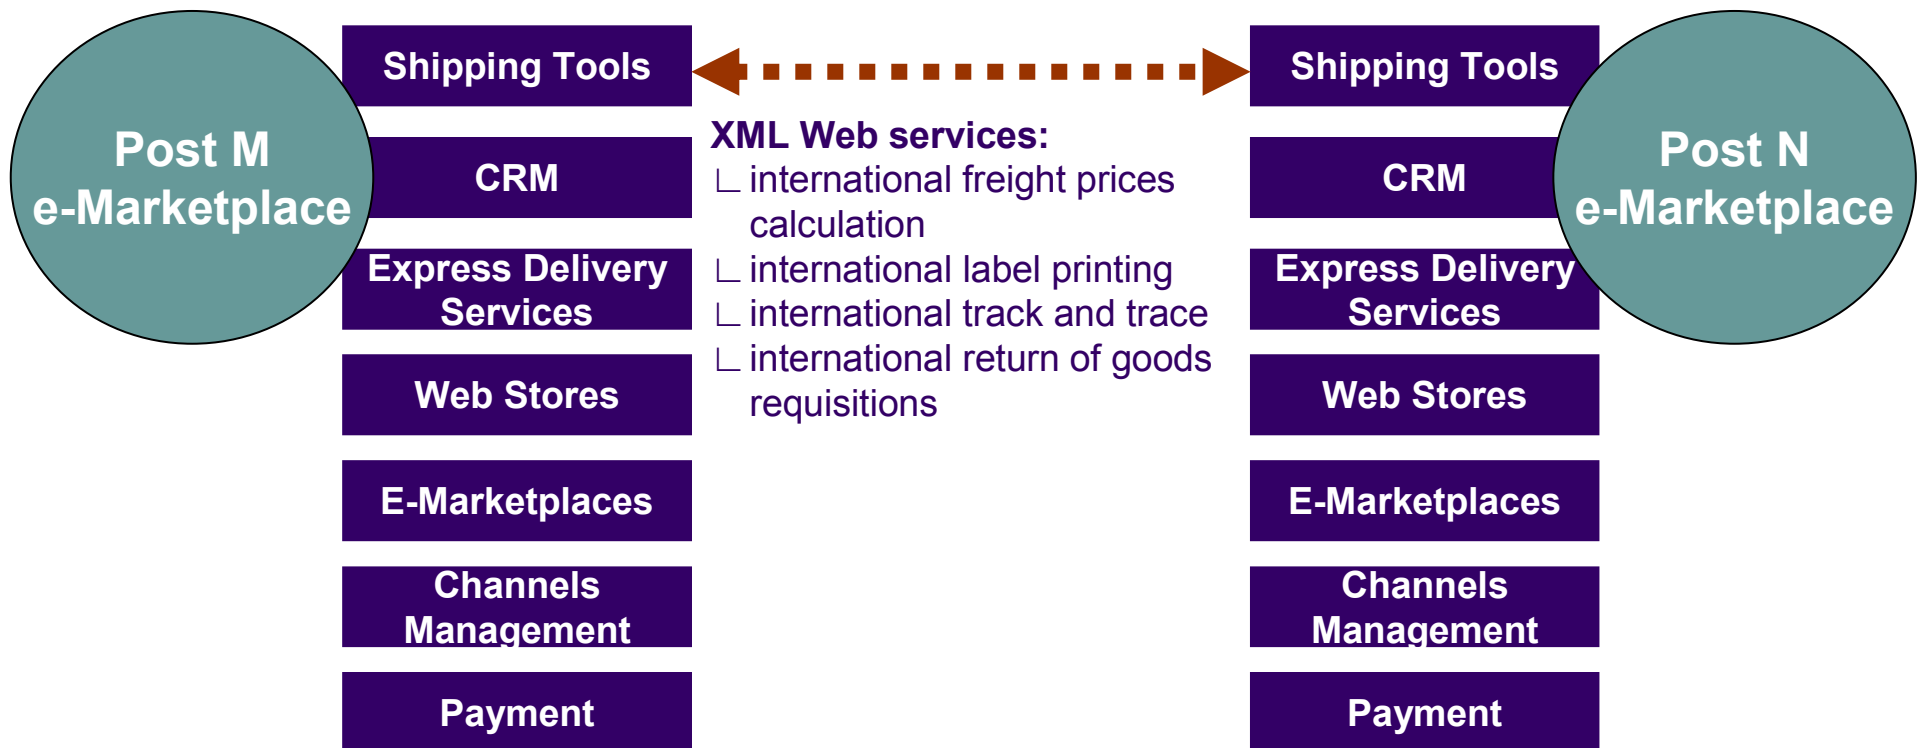 Post M
e-Marketplace
Shipping Tools
CRM
Express Delivery
Services
Web Stores
E-Marketplaces
Channels
Management
Payment
XML Web services:
∟ international freight prices
calculation
∟ international label printing
∟ international track and trace
∟ international return of goods
requisitions
Shipping Tools
CRM
Express Delivery
Services
Web Stores
E-Marketplaces
Channels
Management
Payment
Post N
e-Marketplace